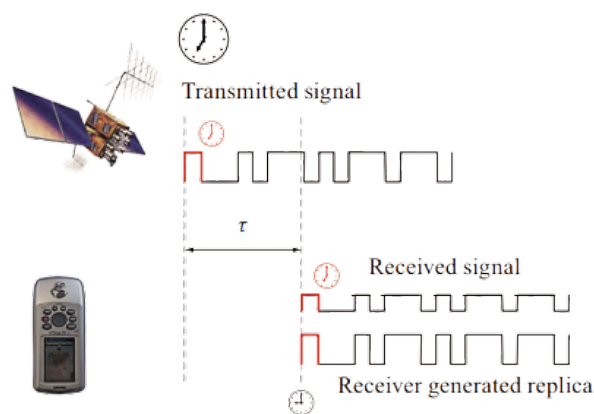 Transmitted signal
τ
Received signal
Receiver generated replica